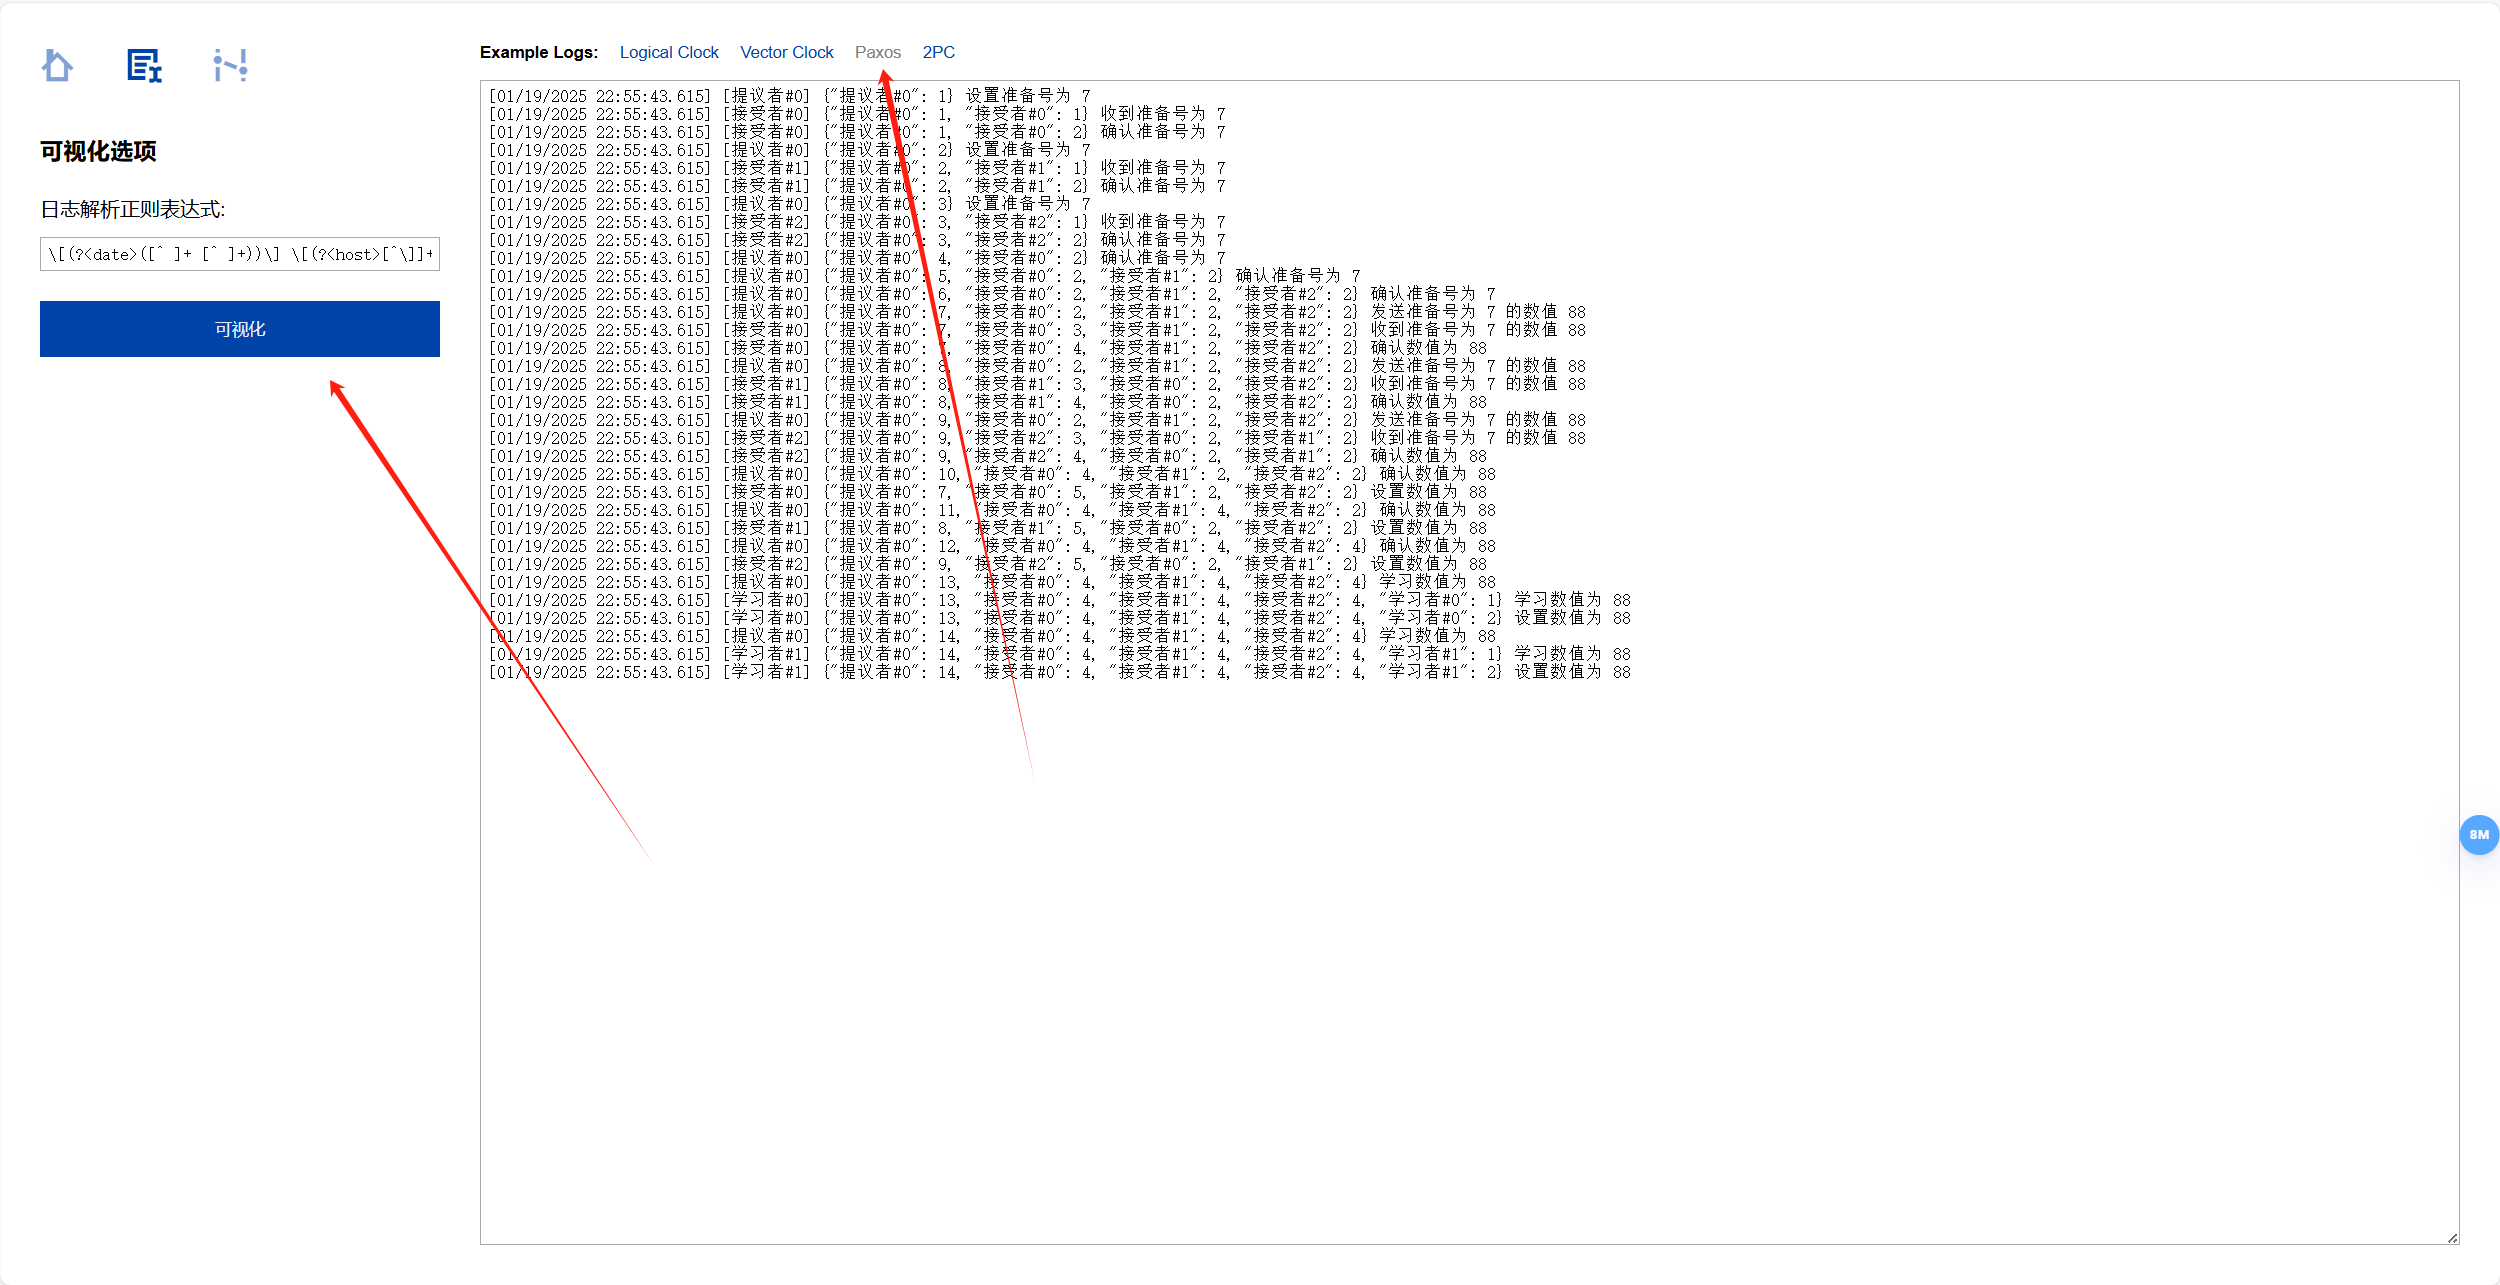 Example Logs: Logical Clock Vector Clock Paxos 2PC
可视化选项
日志解析正则表达式:
\[(?<date>([^ ]+ [^ ]+))\] \[(?<host>[^\]]+
可视化
[01/19/2025 22:55:43.615] [提议者#0] {"提议者#0": 1} 设置准备号为 7
[01/19/2025 22:55:43.615] [接受者#0] {"提议者#0": 1, "接受者#0": 1} 收到准备号为 7
[01/19/2025 22:55:43.615] [接受者#0] {"提议者#0": 1, "接受者#0": 2} 确认准备号为 7
[01/19/2025 22:55:43.615] [提议者#0] {"提议者#0": 2} 设置准备号为 7
[01/19/2025 22:55:43.615] [接受者#1] {"提议者#0": 2, "接受者#1": 1} 收到准备号为 7
[01/19/2025 22:55:43.615] [接受者#1] {"提议者#0": 2, "接受者#1": 2} 确认准备号为 7
[01/19/2025 22:55:43.615] [提议者#0] {"提议者#0": 3} 设置准备号为 7
[01/19/2025 22:55:43.615] [接受者#2] {"提议者#0": 3, "接受者#2": 1} 收到准备号为 7
[01/19/2025 22:55:43.615] [接受者#2] {"提议者#0": 3, "接受者#2": 2} 确认准备号为 7
[01/19/2025 22:55:43.615] [提议者#0] {"提议者#0": 4, "接受者#0": 2} 确认准备号为 7
[01/19/2025 22:55:43.615] [提议者#0] {"提议者#0": 5, "接受者#0": 2, "接受者#1": 2} 确认准备号为 7
[01/19/2025 22:55:43.615] [提议者#0] {"提议者#0": 6, "接受者#0": 2, "接受者#1": 2, "接受者#2": 2} 确认准备号为 7
[01/19/2025 22:55:43.615] [提议者#0] {"提议者#0": 7, "接受者#0": 2, "接受者#1": 2, "接受者#2": 2} 发送准备号为 7 的数值 88
[01/19/2025 22:55:43.615] [接受者#0] {"提议者#0": 7, "接受者#0": 3, "接受者#1": 2, "接受者#2": 2} 收到准备号为 7 的数值 88
[01/19/2025 22:55:43.615] [接受者#0] {"提议者#0": 7, "接受者#0": 4, "接受者#1": 2, "接受者#2": 2} 确认数值为 88
[01/19/2025 22:55:43.615] [提议者#0] {"提议者#0": 8, "接受者#0": 2, "接受者#1": 2, "接受者#2": 2} 发送准备号为 7 的数值 88
[01/19/2025 22:55:43.615] [接受者#1] {"提议者#0": 8, "接受者#1": 3, "接受者#0": 2, "接受者#2": 2} 收到准备号为 7 的数值 88
[01/19/2025 22:55:43.615] [接受者#1] {"提议者#0": 8, "接受者#1": 4, "接受者#0": 2, "接受者#2": 2} 确认数值为 88
[01/19/2025 22:55:43.615] [提议者#0] {"提议者#0": 9, "接受者#0": 2, "接受者#1": 2, "接受者#2": 2} 发送准备号为 7 的数值 88
[01/19/2025 22:55:43.615] [接受者#2] {"提议者#0": 9, "接受者#2": 3, "接受者#0": 2, "接受者#1": 2} 收到准备号为 7 的数值 88
[01/19/2025 22:55:43.615] [接受者#2] {"提议者#0": 9, "接受者#2": 4, "接受者#0": 2, "接受者#1": 2} 确认数值为 88
[01/19/2025 22:55:43.615] [提议者#0] {"提议者#0": 10, "接受者#0": 4, "接受者#1": 2, "接受者#2": 2} 确认数值为 88
[01/19/2025 22:55:43.615] [接受者#0] {"提议者#0": 7, "接受者#0": 5, "接受者#1": 2, "接受者#2": 2} 设置数值为 88
[01/19/2025 22:55:43.615] [提议者#0] {"提议者#0": 11, "接受者#0": 4, "接受者#1": 4, "接受者#2": 2} 确认数值为 88
[01/19/2025 22:55:43.615] [接受者#1] {"提议者#0": 8, "接受者#1": 5, "接受者#0": 2, "接受者#2": 2} 设置数值为 88
[01/19/2025 22:55:43.615] [提议者#0] {"提议者#0": 12, "接受者#0": 4, "接受者#1": 4, "接受者#2": 4} 确认数值为 88
[01/19/2025 22:55:43.615] [接受者#2] {"提议者#0": 9, "接受者#2": 5, "接受者#0": 2, "接受者#1": 2} 设置数值为 88
[01/19/2025 22:55:43.615] [提议者#0] {"提议者#0": 13, "接受者#0": 4, "接受者#1": 4, "接受者#2": 4} 学习数值为 88
[01/19/2025 22:55:43.615] [学习者#0] {"提议者#0": 13, "接受者#0": 4, "接受者#1": 4, "接受者#2": 4, "学习者#0": 1} 学习数值为 88
[01/19/2025 22:55:43.615] [学习者#0] {"提议者#0": 13, "接受者#0": 4, "接受者#1": 4, "接受者#2": 4, "学习者#0": 2} 设置数值为 88
[01/19/2025 22:55:43.615] [提议者#0] {"提议者#0": 14, "接受者#0": 4, "接受者#1": 4, "接受者#2": 4} 学习数值为 88
[01/19/2025 22:55:43.615] [学习者#1] {"提议者#0": 14, "接受者#0": 4, "接受者#1": 4, "接受者#2": 4, "学习者#1": 1} 学习数值为 88
[01/19/2025 22:55:43.615] [学习者#1] {"提议者#0": 14, "接受者#0": 4, "接受者#1": 4, "接受者#2": 4, "学习者#1": 2} 设置数值为 88
8M